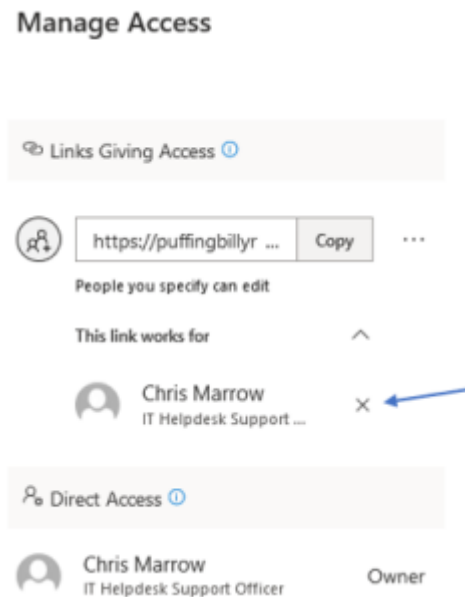 Manage Access
Links Giving Access
https://puffingbillyr ... Copy ...
People you specify can edit
This link works for
Chris Marrow
IT Helpdesk Support ...
Direct Access
Chris Marrow
Owner
IT Helpdesk Support Officer